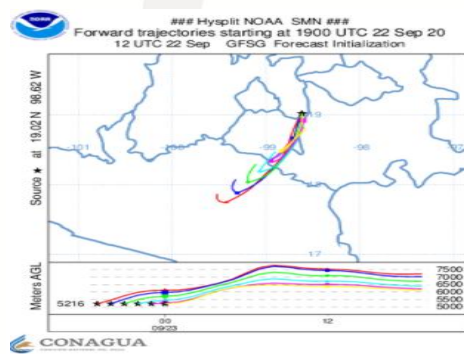 ### Hysplit NOAA SMN ###
Forward trajectories starting at 1900 UTC 22 Sep 20
12 UTC 22 Sep GFSG Forecast Initialization
Source ★ at 19.02 N 98.62 W
19
-101
-100
-99
-98
-97
17
Meters AGL
5216
7500
7000
6500
6000
5500
5000
00
12
09/23
CONAGUA